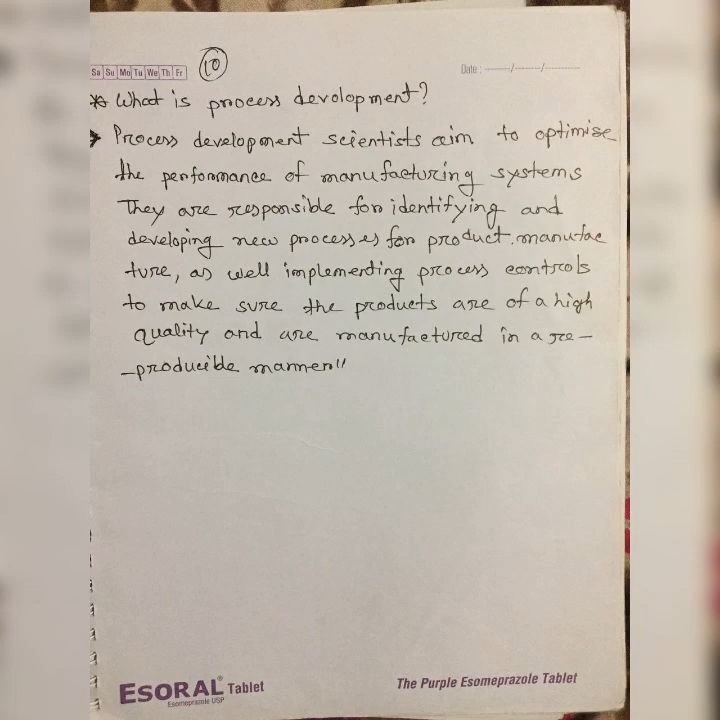 Sa Su Mo Tu We Th Fr
10
Date : --------/--------/-----------
* What is process devolopment?
Process development scientists aim to optimise
the performance of manufacturing systems
They are responsible for identifying and
developing new processes for product. manufac
ture, as well implementing process controls
to make sure the products are of a high
quality and are manufactured in a re-
-producible manner"
ESORAL® Tablet
Esomeprazole USP
The Purple Esomeprazole Tablet